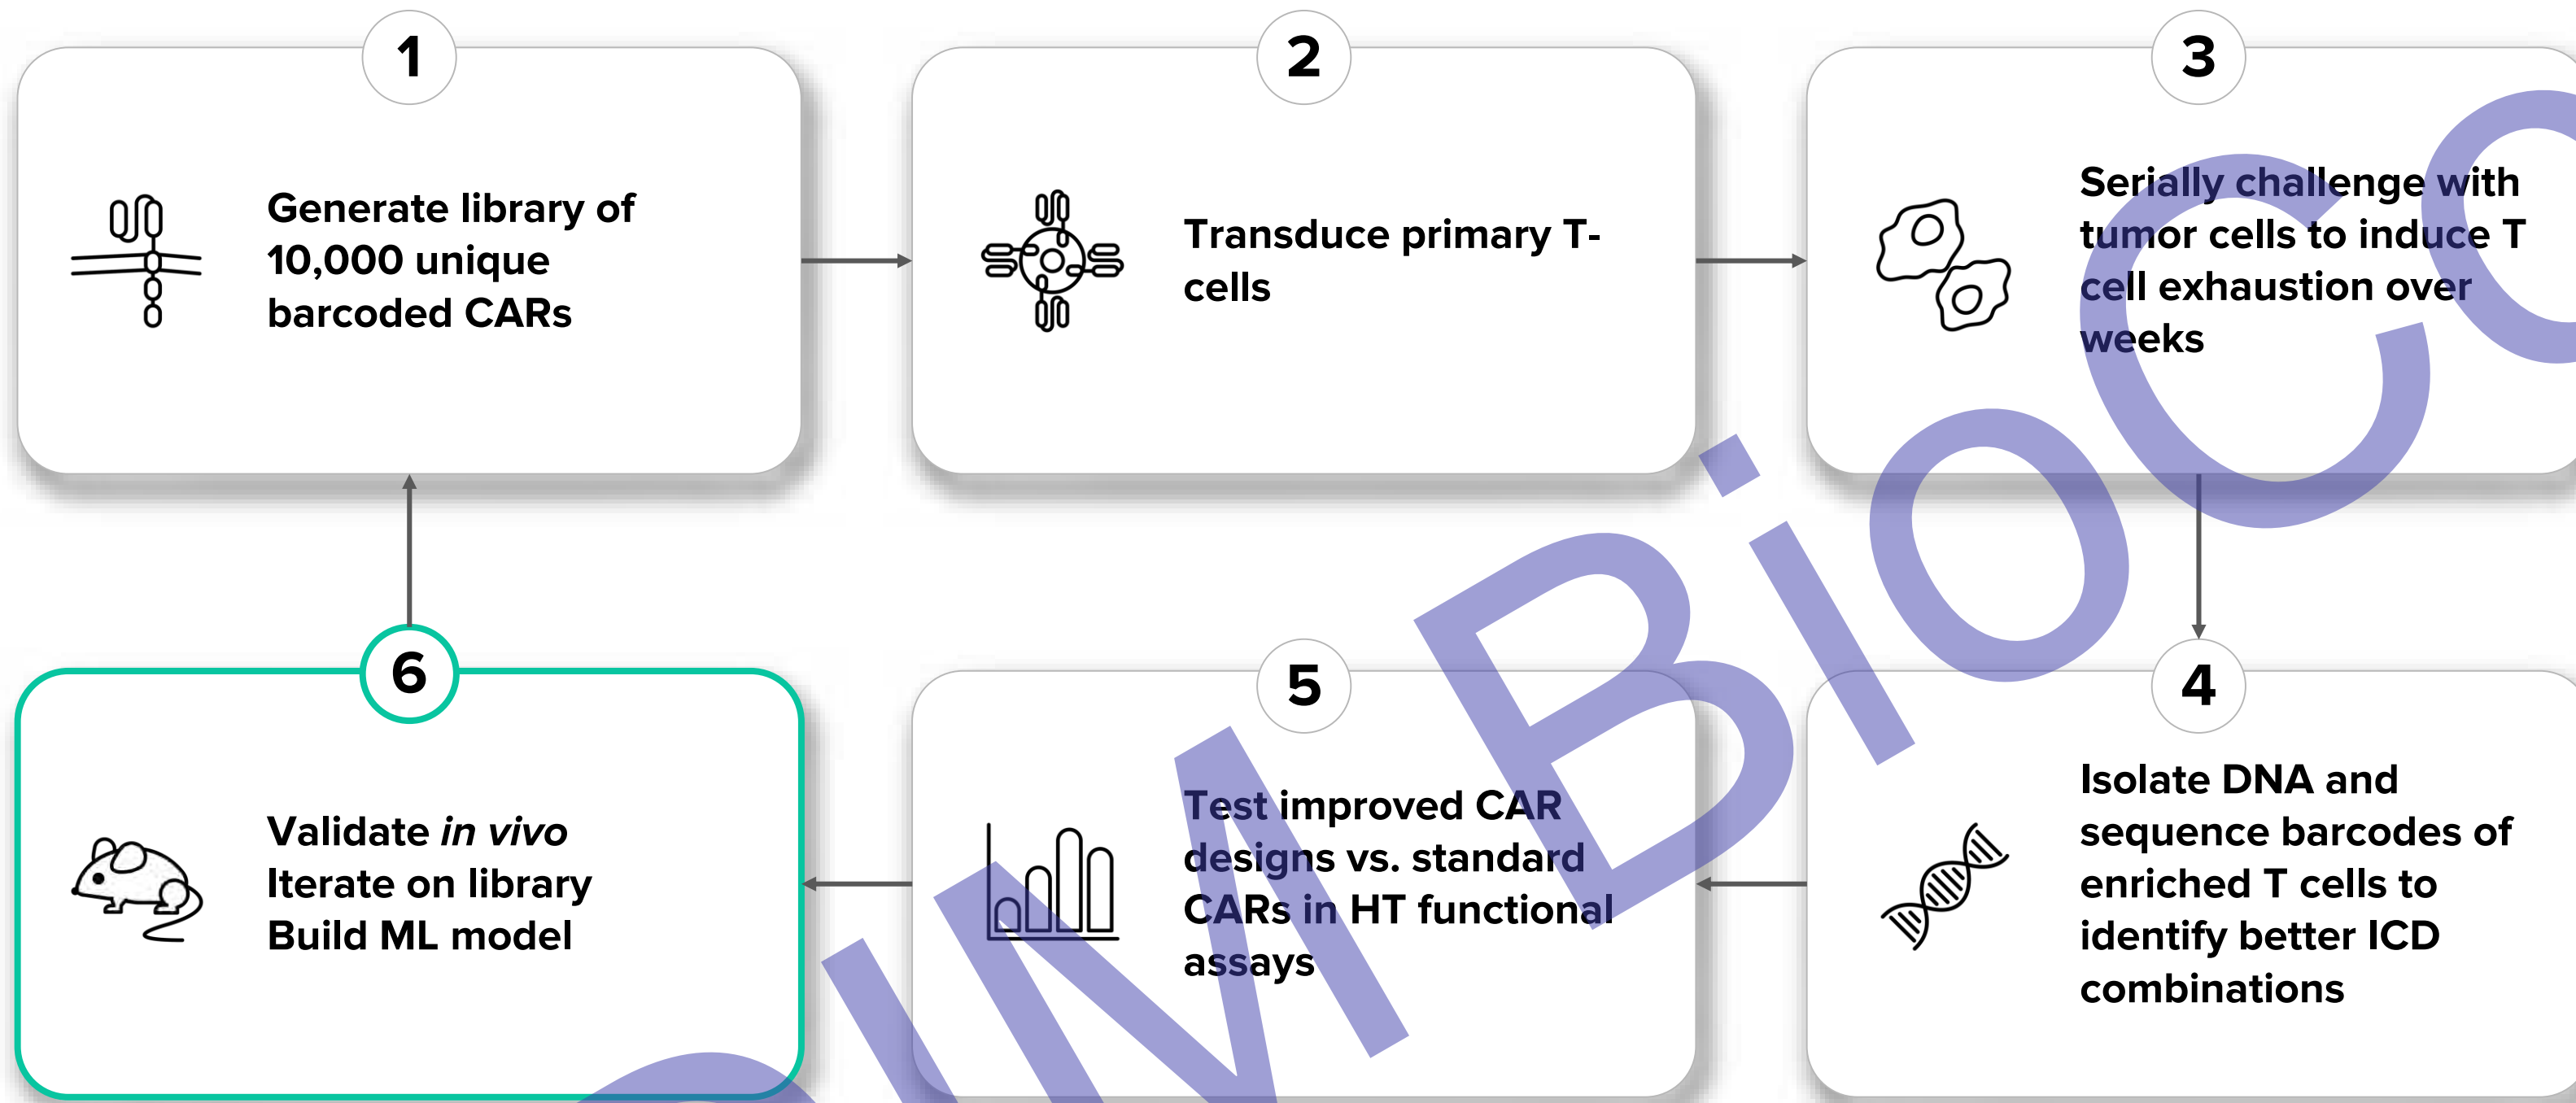 1
Generate library of
10,000 unique
barcoded CARs
2
Transduce primary T-
cells
3
Serially challenge with
tumor cells to induce T
cell exhaustion over
weeks
6
Validate in vivo
Iterate on library
Build ML model
5
Test improved CAR
designs vs. standard
CARs in HT functional
assays
4
Isolate DNA and
sequence barcodes of
enriched T cells to
identify better ICD
combinations